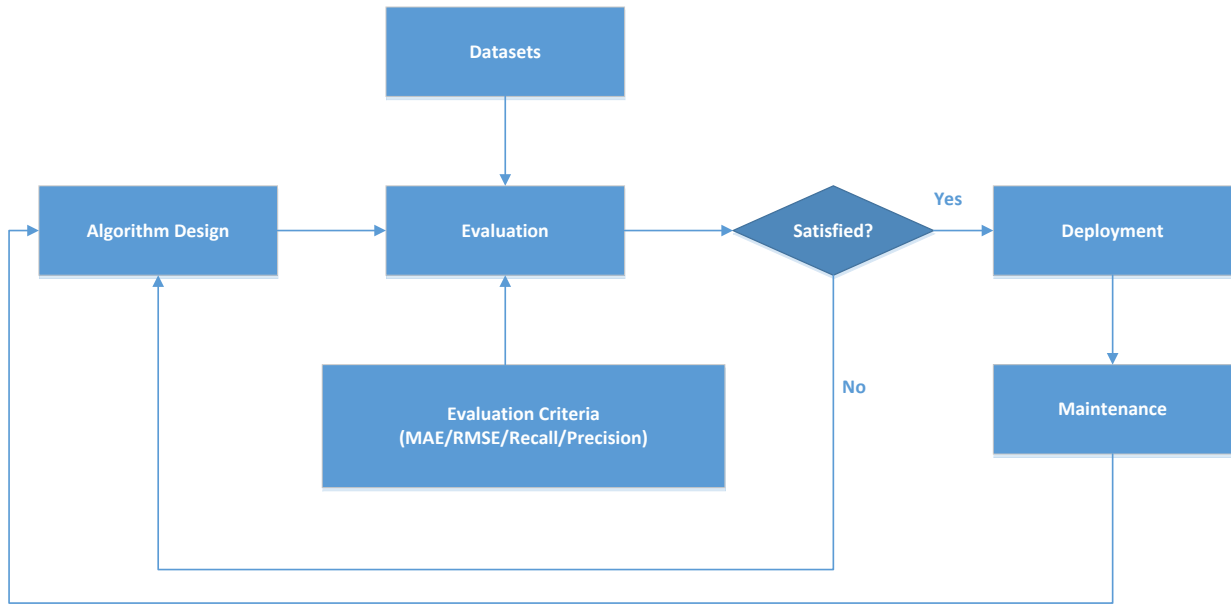 Datasets
Algorithm Design
Evaluation
Satisfied?
Yes
Deployment
Evaluation Criteria
(MAE/RMSE/Recall/Precision)
No
Maintenance